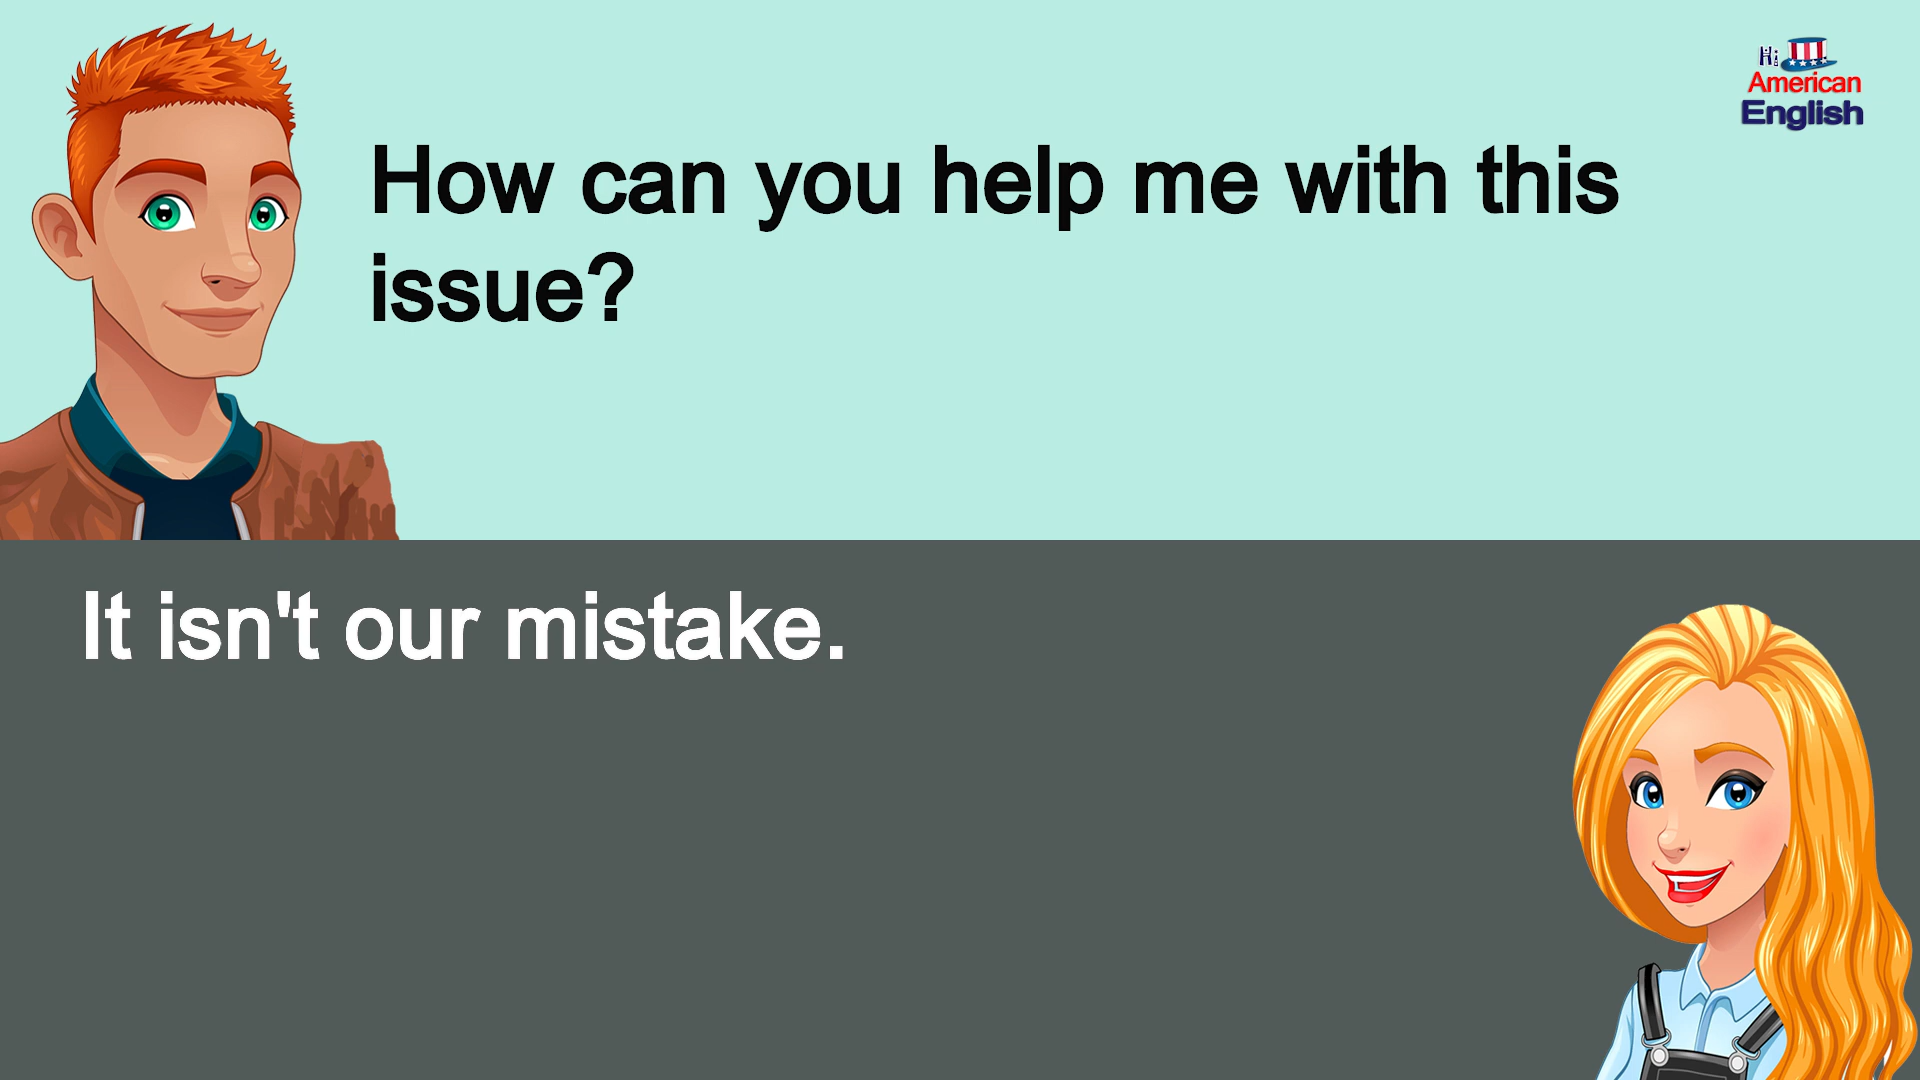 Hi
American
English
How can you help me with this
issue?
It isn't our mistake.